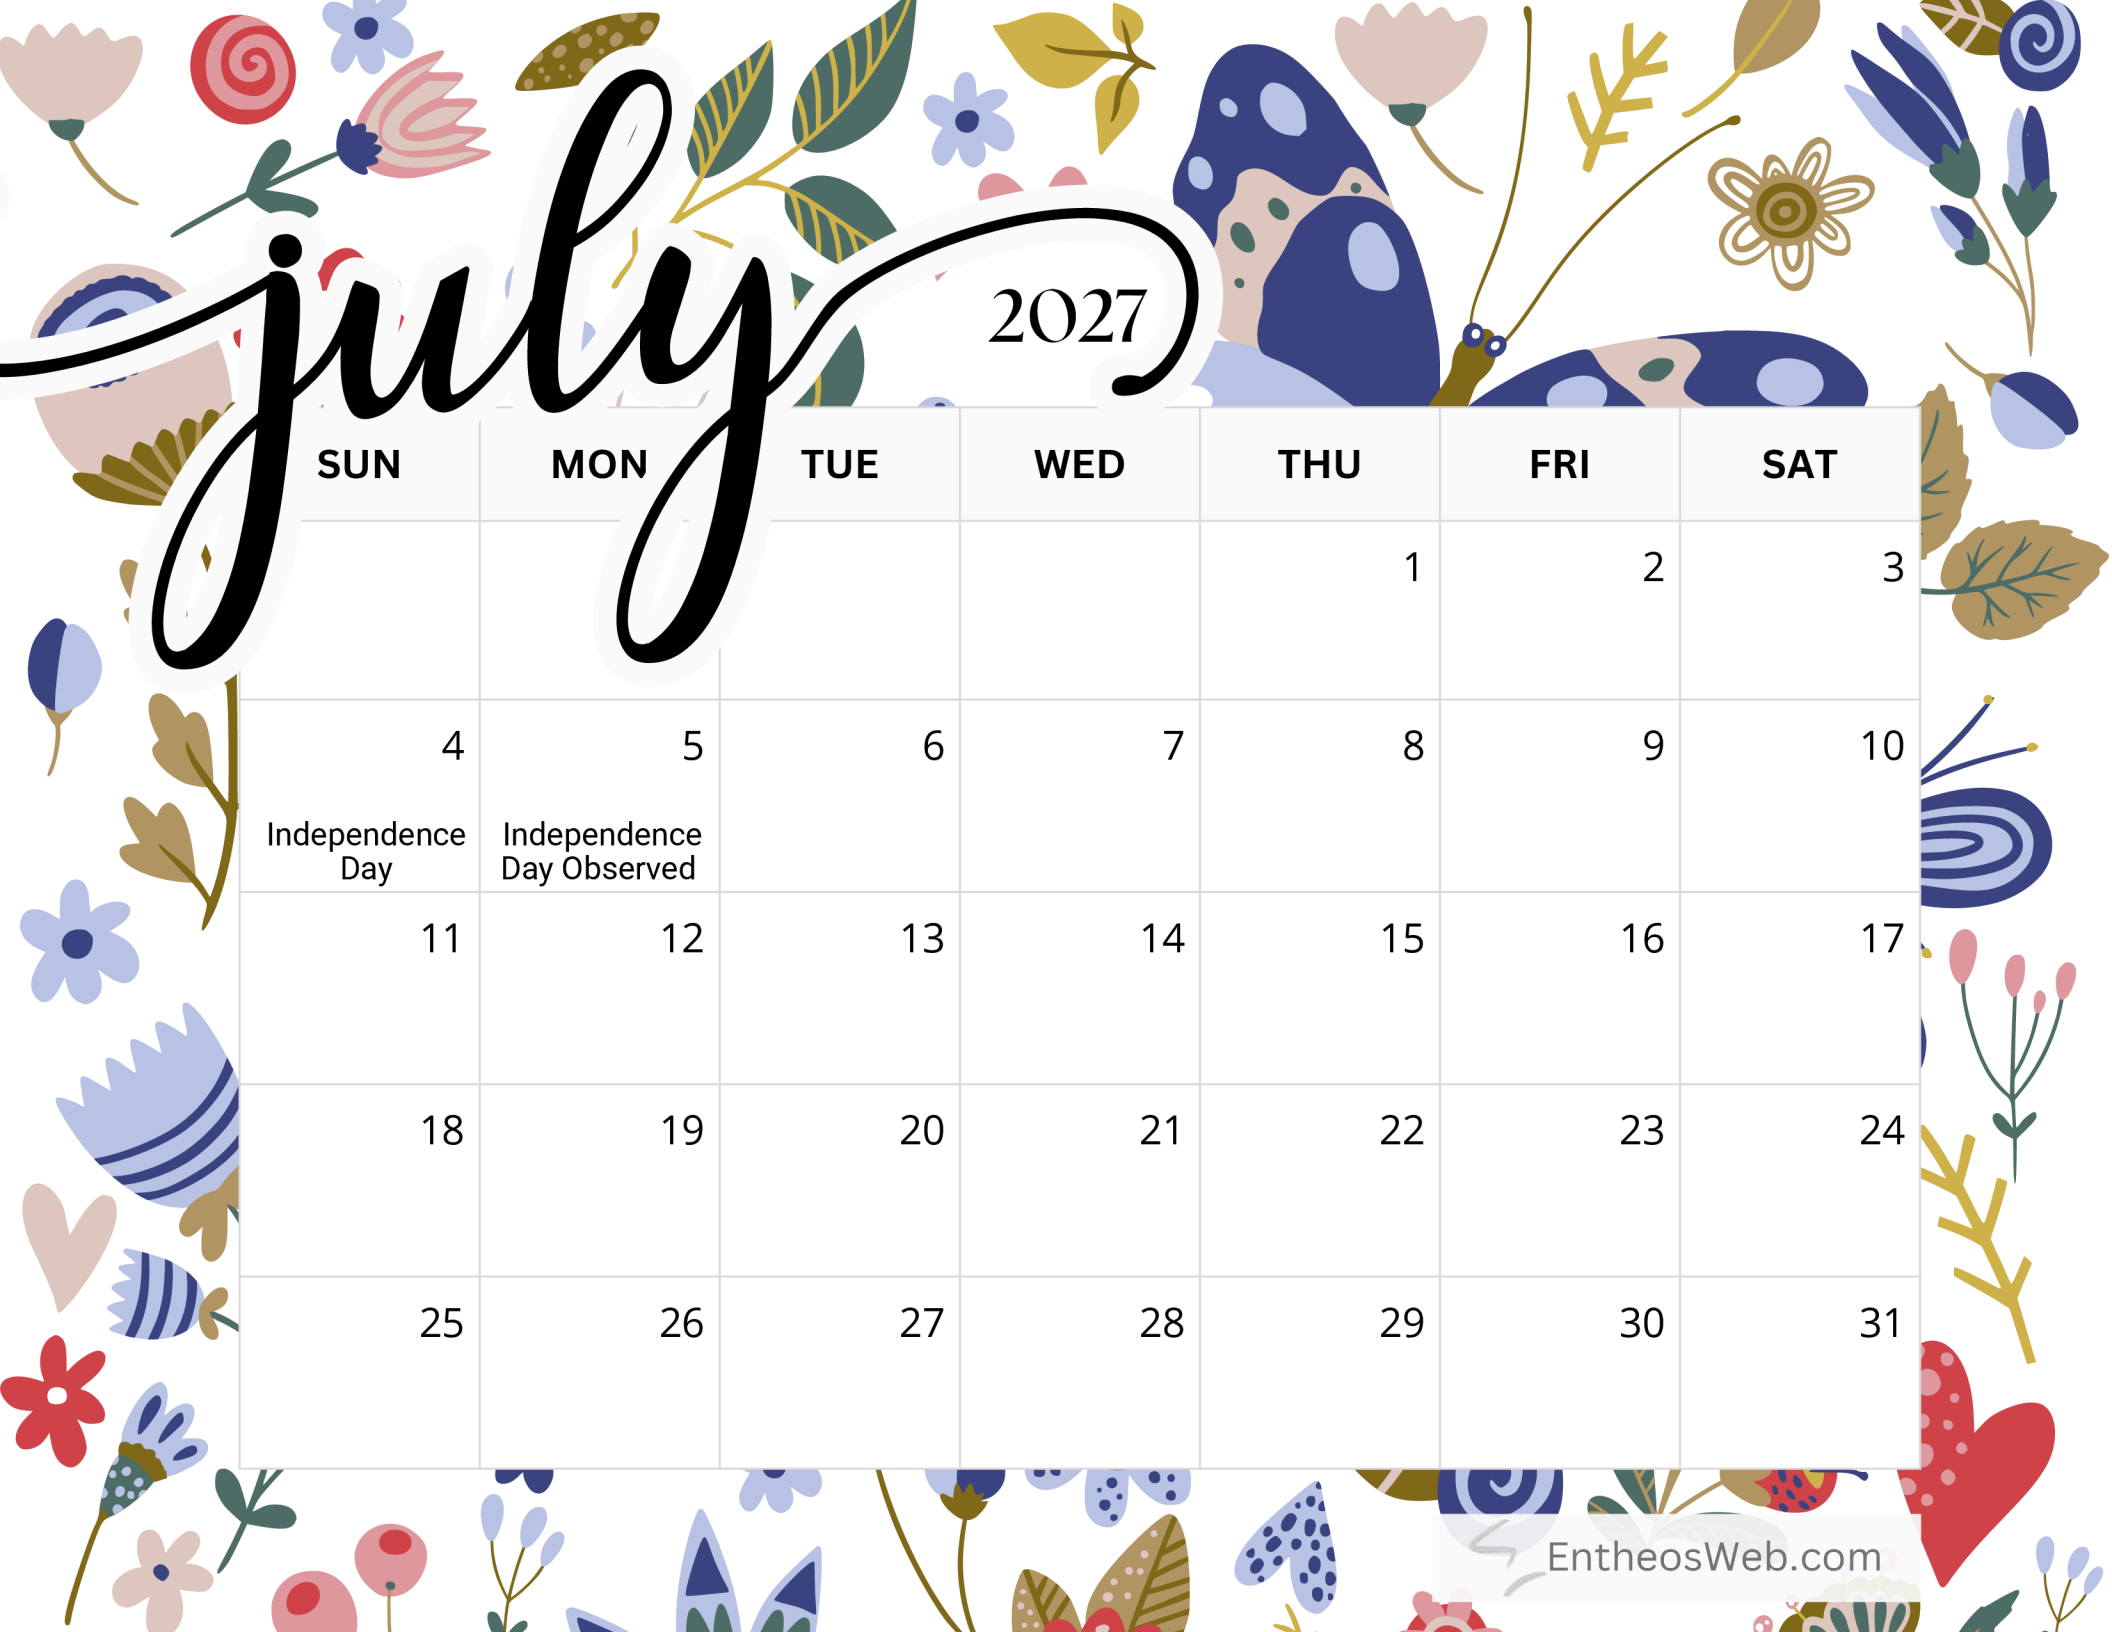 july
2027
SUN MON TUE WED THU FRI SAT
1 2 3
4 5 6 7 8 9 10
Independence Day
Independence Day Observed
11 12 13 14 15 16 17
18 19 20 21 22 23 24
25 26 27 28 29 30 31
EntheosWeb.com